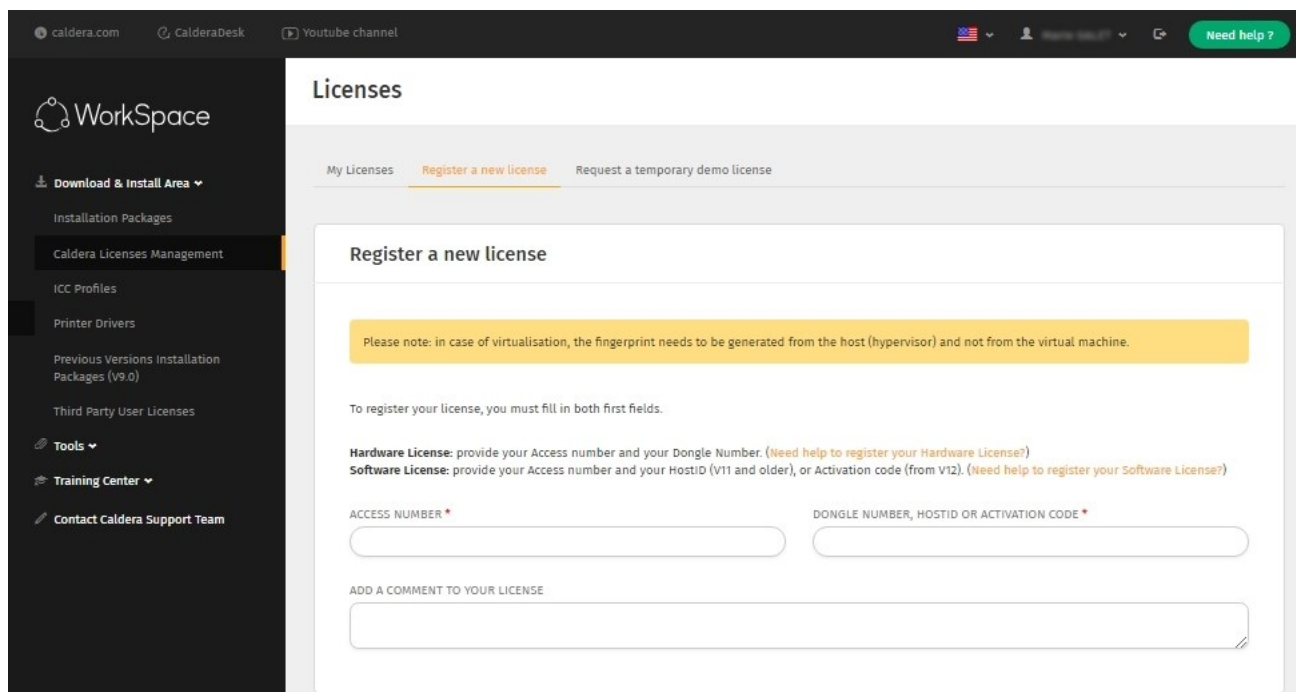 caldera.com CalderaDesk Youtube channel Need help ?
WorkSpace
Download & Install Area
Installation Packages
Caldera Licenses Management
ICC Profiles
Printer Drivers
Previous Versions Installation
Packages (V9.0)
Third Party User Licenses
Tools
Training Center
Contact Caldera Support Team
Licenses
My Licenses Register a new license Request a temporary demo license
Register a new license
Please note: in case of virtualisation, the fingerprint needs to be generated from the host (hypervisor) and not from the virtual machine.
To register your license, you must fill in both first fields.
Hardware License: provide your Access number and your Dongle Number. (Need help to register your Hardware License?)
Software License: provide your Access number and your HostID (V11 and older), or Activation code (from V12). (Need help to register your Software License?)
ACCESS NUMBER * DONGLE NUMBER, HOSTID OR ACTIVATION CODE *
ADD A COMMENT TO YOUR LICENSE